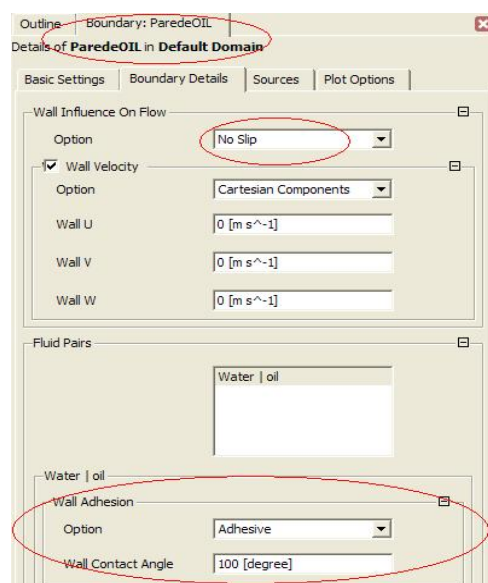 Outline
Boundary: ParedeOIL
Details of ParedeOIL in Default Domain
Basic Settings
Boundary Details
Sources
Plot Options
Wall Influence On Flow
Option
No Slip
Wall Velocity
Option
Cartesian Components
Wall U
0 [m s^-1]
Wall V
0 [m s^-1]
Wall W
0 [m s^-1]
Fluid Pairs
Water | oil
Water | oil
Wall Adhesion
Option
Adhesive
Wall Contact Angle
100 [degree]